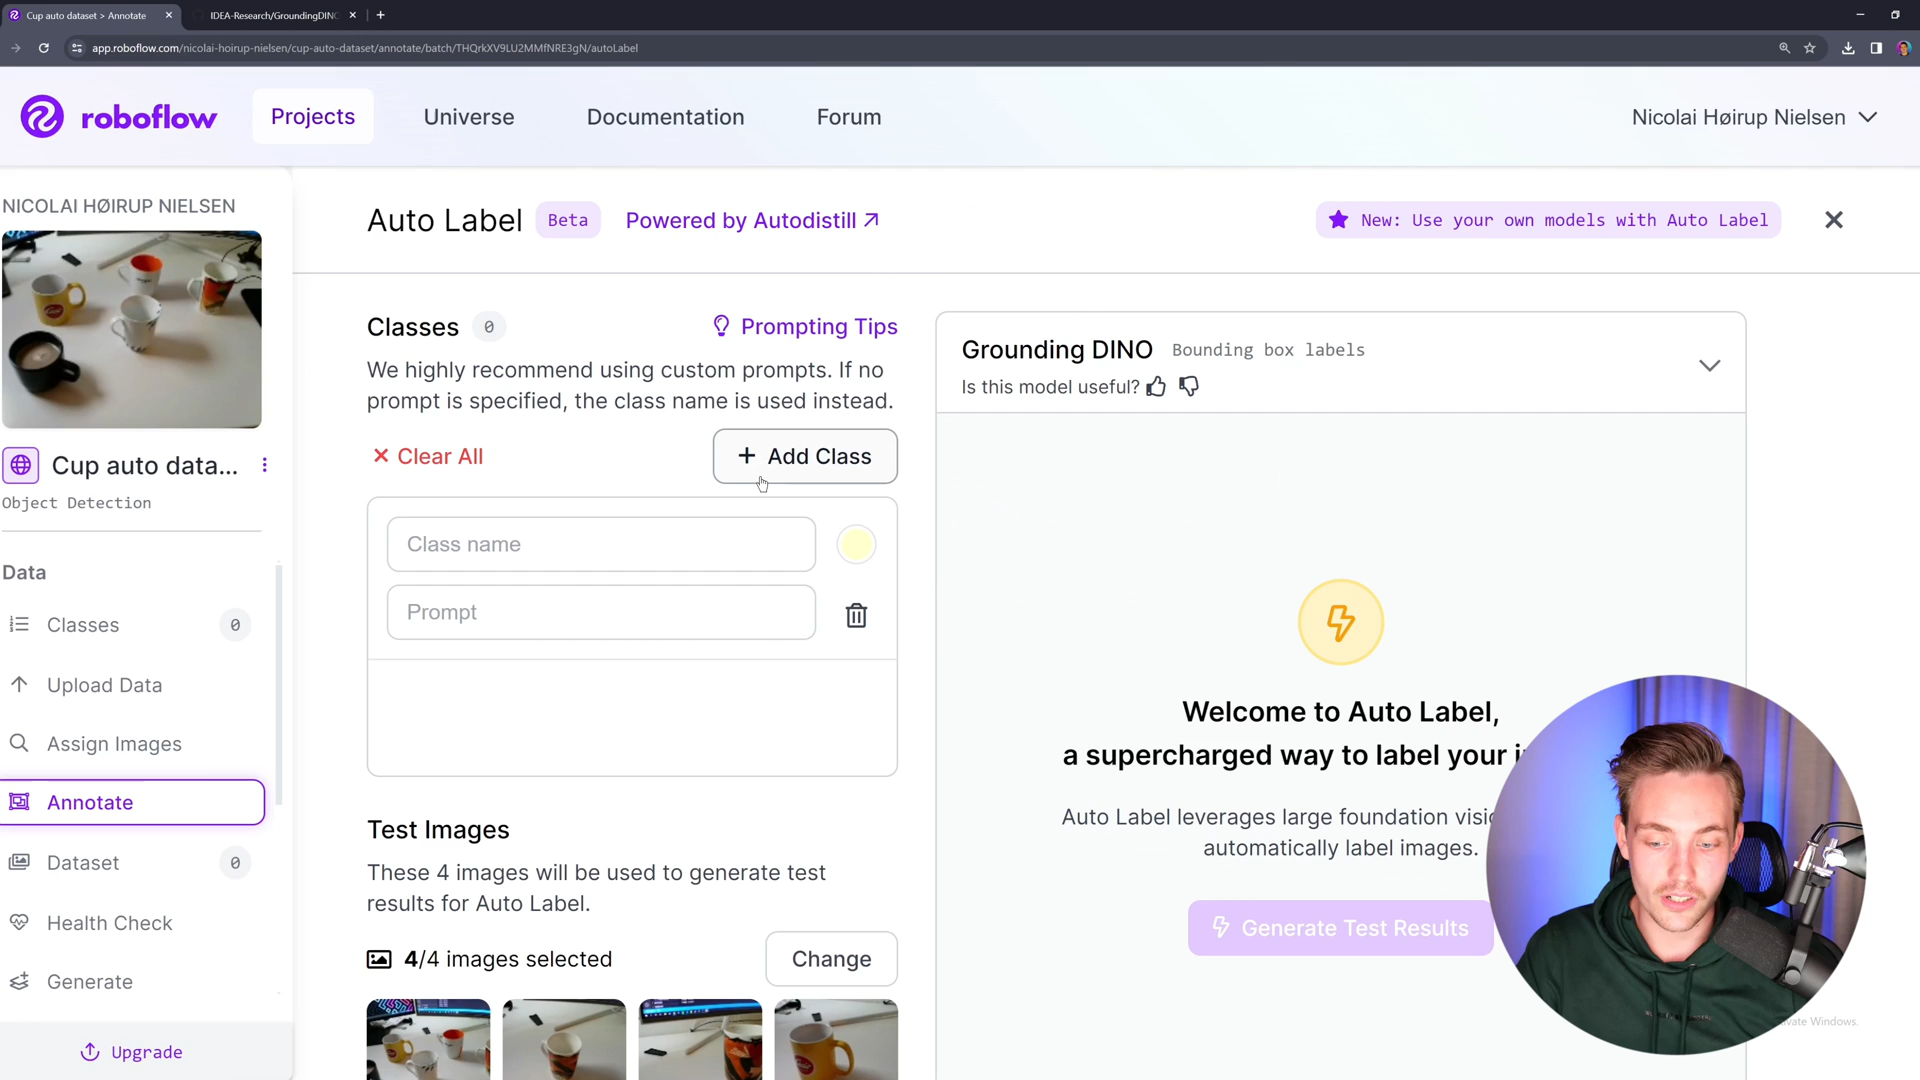 Cup auto dataset > Annotate
IDEA-Research/GroundingDINO
app.roboflow.com/nicolai-hoirup-nielsen/cup-auto-dataset/annotate/batch/THQrkXV9LU2MMfNRE3gN/autoLabel
roboflow
Projects
Universe
Documentation
Forum
Nicolai Høirup Nielsen
NICOLAI HØIRUP NIELSEN
Cup auto data...
Object Detection
Data
Classes 0
Upload Data
Assign Images
Annotate
Dataset 0
Health Check
Generate
Upgrade
Auto Label Beta Powered by Autodistill
New: Use your own models with Auto Label
Classes 0
Prompting Tips
We highly recommend using custom prompts. If no
prompt is specified, the class name is used instead.
Clear All
+ Add Class
Class name
Prompt
Test Images
These 4 images will be used to generate test
results for Auto Label.
4/4 images selected
Change
Grounding DINO Bounding box labels
Is this model useful?
Welcome to Auto Label,
a supercharged way to label your
Auto Label leverages large foundation
automatically label images.
Generate Test Results